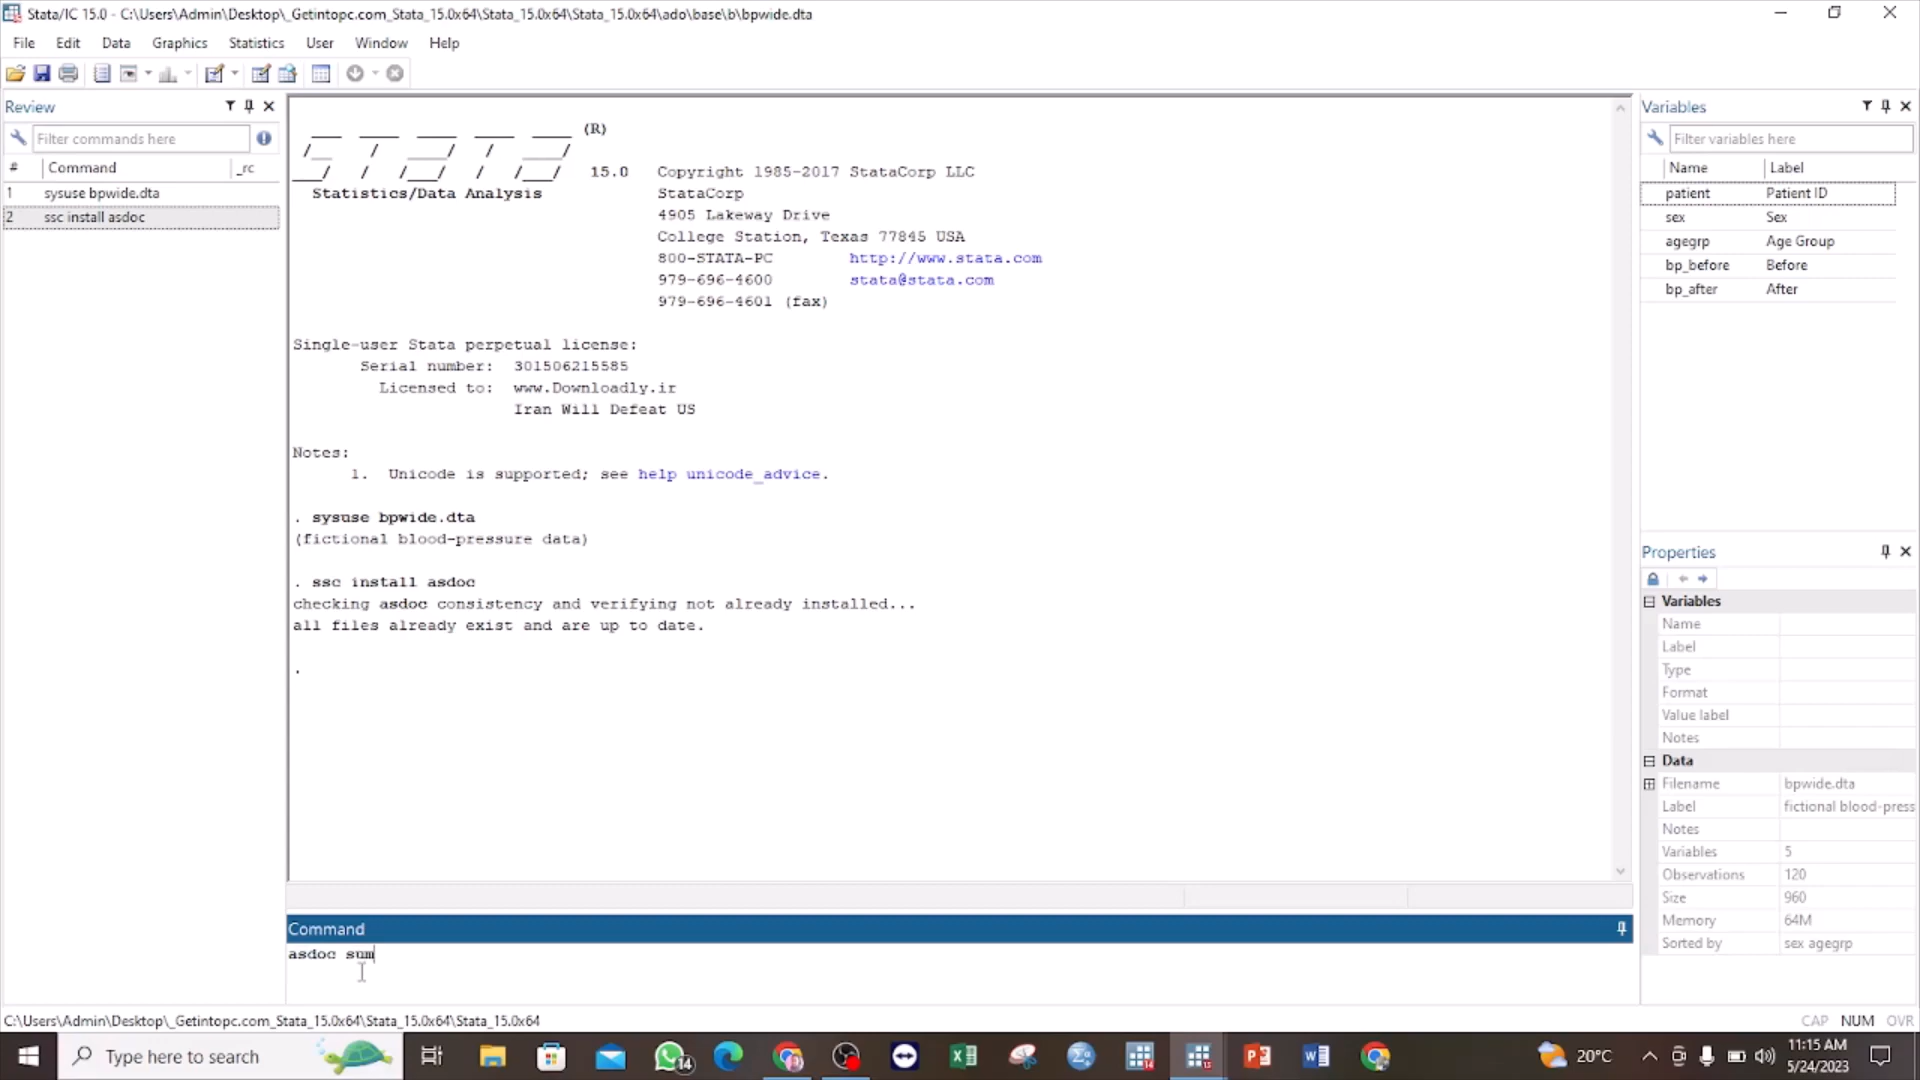 Stata/IC 15.0 - C:\Users\Admin\Desktop\_Getintopc.com_Stata_15.0x64\Stata_15.0x64\Stata_15.0x64\ado\base\b\bpwide.dta
File Edit Data Graphics Statistics User Window Help
Review
Filter commands here
# Command _rc
1 sysuse bpwide.dta
2 ssc install asdoc
(R)
Stata 15.0 Copyright 1985-2017 StataCorp LLC
Statistics/Data Analysis StataCorp
4905 Lakeway Drive
College Station, Texas 77845 USA
800-STATA-PC http://www.stata.com
979-696-4600 stata@stata.com
979-696-4601 (fax)
Single-user Stata perpetual license:
Serial number: 301506215585
Licensed to: www.Downloadly.ir
Iran Will Defeat US
Notes:
1. Unicode is supported; see help unicode_advice.
. sysuse bpwide.dta
(fictional blood-pressure data)
. ssc install asdoc
checking asdoc consistency and verifying not already installed...
all files already exist and are up to date.
.
Command
asdoc sum
Variables
Filter variables here
Name Label
patient Patient ID
sex Sex
agegrp Age Group
bp_before Before
bp_after After
Properties
Variables
Name
Label
Type
Format
Value label
Notes
Data
Filename bpwide.dta
Label fictional blood-press
Notes
Variables 5
Observations 120
Size 960
Memory 64M
Sorted by sex agegrp
C:\Users\Admin\Desktop\_Getintopc.com_Stata_15.0x64\Stata_15.0x64\Stata_15.0x64
CAP NUM OVR
Type here to search
14
20°C
11:15 AM
5/24/2023